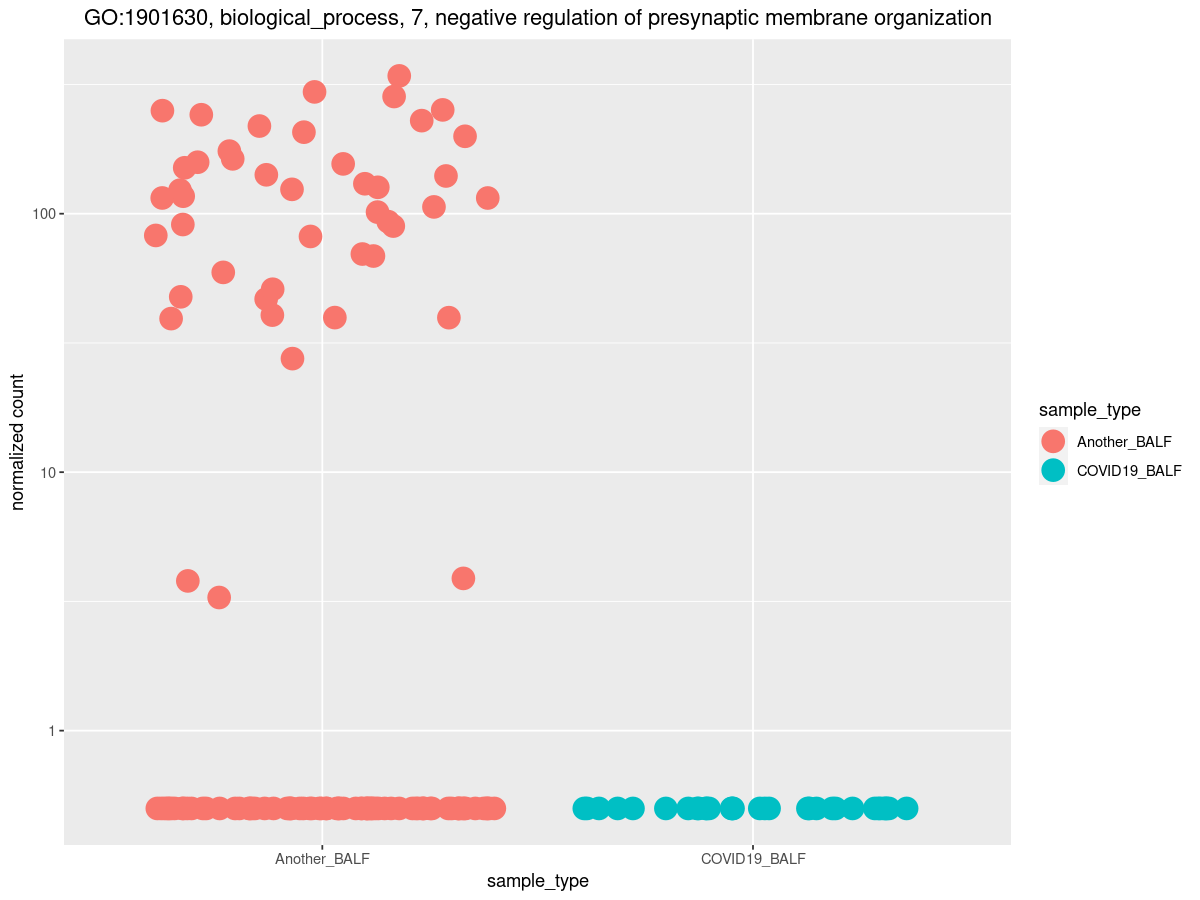 GO:1901630, biological_process, 7, negative regulation of presynaptic membrane organization
normalized count
100
10
1
Another_BALF
COVID19_BALF
sample_type
sample_type
Another_BALF
COVID19_BALF